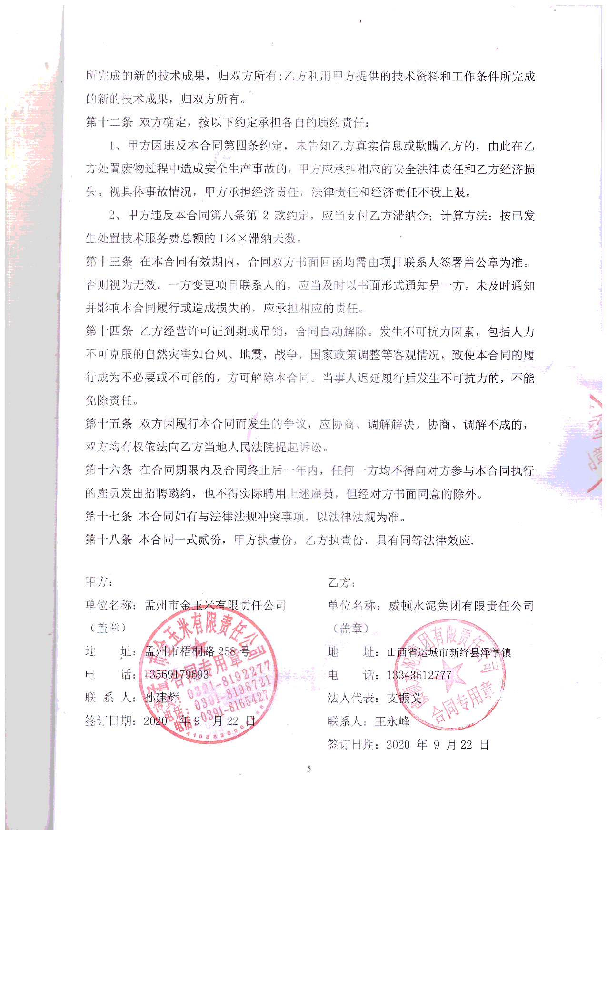 所完成的新的技术成果，归双方所有;乙方利用甲方提供的技术资料和工作条件所完成
的新的技术成果，归双方所有。
第十二条 双方确定，按以下约定承担各自的违约责任：
1、甲方因违反本合同第四条约定，未告知乙方真实信息或欺瞒乙方的，由此在乙
方处置废物过程中造成安全生产事故的，甲方应承担相应的安全法律责任和乙方经济损
失。视具体事故情况，甲方承担经济责任，法律责任和经济责任不设上限。
2、甲方违反本合同第八条第 2 款约定，应当支付乙方滞纳金；计算方法：按已发
生处置技术服务费总额的 1%×滞纳天数。
第十三条 在本合同有效期内，合同双方书面回函均需由项目联系人签署盖公章为准。
否则视为无效。一方变更项目联系人的，应当及时以书面形式通知另一方。未及时通知
并影响本合同履行或造成损失的，应承担相应的责任。
第十四条 乙方经营许可证到期或吊销，合同自动解除。发生不可抗力因素，包括人力
不可克服的自然灾害如台风、地震，战争，国家政策调整等客观情况，致使本合同的履
行成为不必要或不可能的，方可解除本合同。当事人迟延履行后发生不可抗力的，不能
免除责任。
第十五条 双方因履行本合同而发生的争议，应协商、调解解决。协商、调解不成的，
双方均有权依法向乙方当地人民法院提起诉讼。
第十六条 在合同期限内及合同终止后一年内，任何一方均不得向对方参与本合同执行
的雇员发出招聘邀约，也不得实际聘用上述雇员，但经对方书面同意的除外。
第十七条 本合同如有与法律法规冲突事项，以法律法规为准。
第十八条 本合同一式贰份，甲方执壹份，乙方执壹份，具有同等法律效应.
甲方：
单位名称：孟州市金玉米有限责任公司
（盖章）
地 址：孟州市梧桐路 258 号
电 话：13569179693
联 系 人：孙建辉
签订日期：2020 年 9 月 22 日
州市金玉米有限责任公司
合同专用章
传真：0391-8192277
电话：0391-8198721
电话：0391-8165427
乙方：
单位名称：威顿水泥集团有限责任公司
（盖章）
地 址：山西省运城市新绛县泽掌镇
电 话：13343612777
法人代表：支振义
联系人：王永峰
签订日期：2020 年 9 月 22 日
威顿水泥集团有限责任公司
合同专用章
5